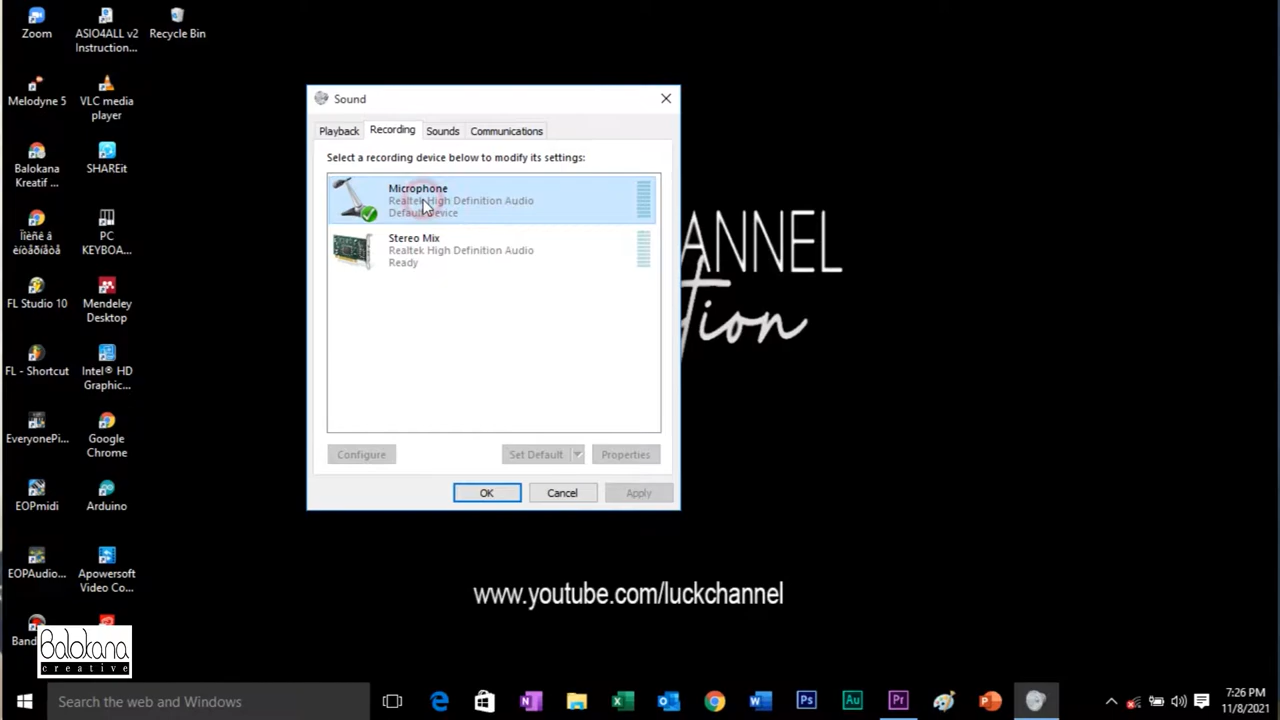 Zoom
ASIO4ALL v2
Instruction...
Recycle Bin
Melodyne 5
VLC media
player
Balokana
Kreatif ...
SHAREit
Ïîëíîå
PC
KEYBOA...
FL Studio 10
Mendeley
Desktop
FL - Shortcut
Intel® HD
Graphic...
EveryonePi...
Google
Chrome
EOPmidi
Arduino
EOPAudio...
Apowersoft
Video Co...
Band
Sound
Playback
Recording
Sounds
Communications
Select a recording device below to modify its settings:
Microphone
Realtek High Definition Audio
Default Device
Stereo Mix
Realtek High Definition Audio
Ready
Configure
Set Default
Properties
OK
Cancel
Apply
ANNEL
tion
www.youtube.com/luckchannel
Balokana
creative
Search the web and Windows
7:26 PM
11/8/2021